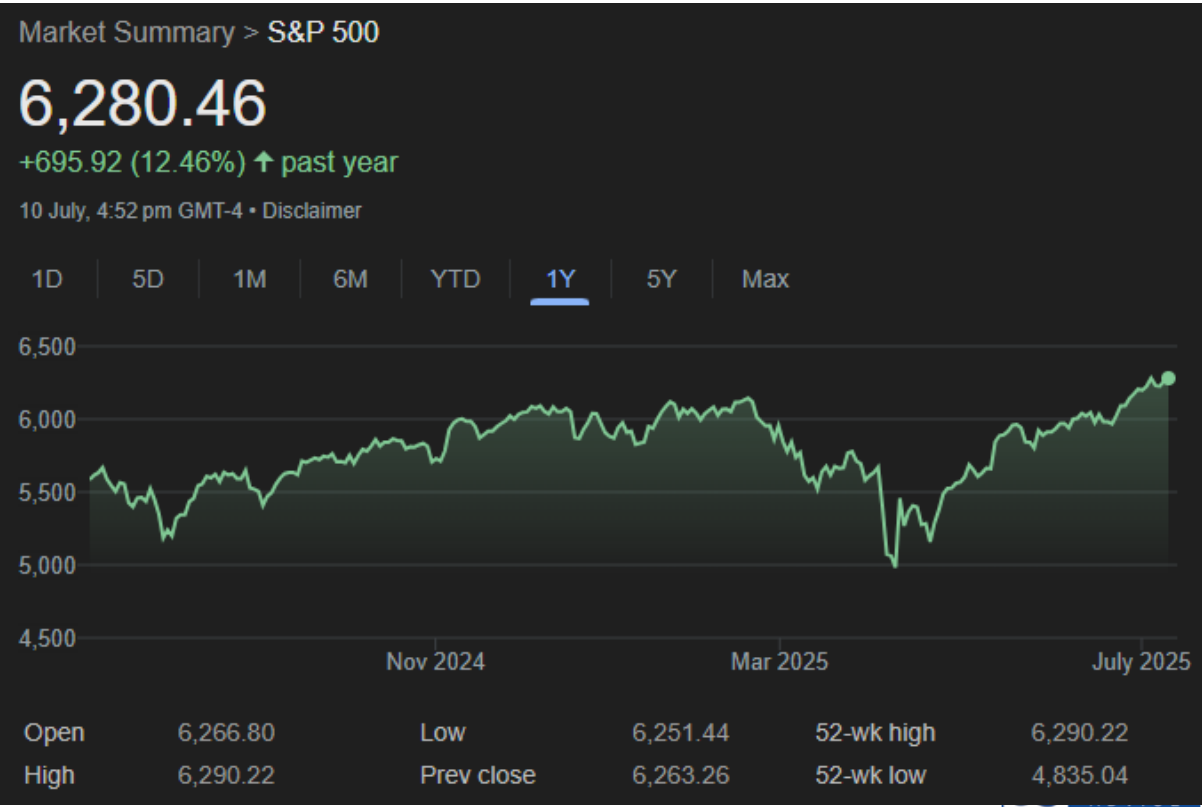 Market Summary > S&P 500
6,280.46
+695.92 (12.46%) ↑ past year
10 July, 4:52 pm GMT-4 • Disclaimer
1D 5D 1M 6M YTD 1Y 5Y Max
6,500
6,000
5,500
5,000
4,500
Nov 2024 Mar 2025 July 2025
Open 6,266.80 Low 6,251.44 52-wk high 6,290.22
High 6,290.22 Prev close 6,263.26 52-wk low 4,835.04